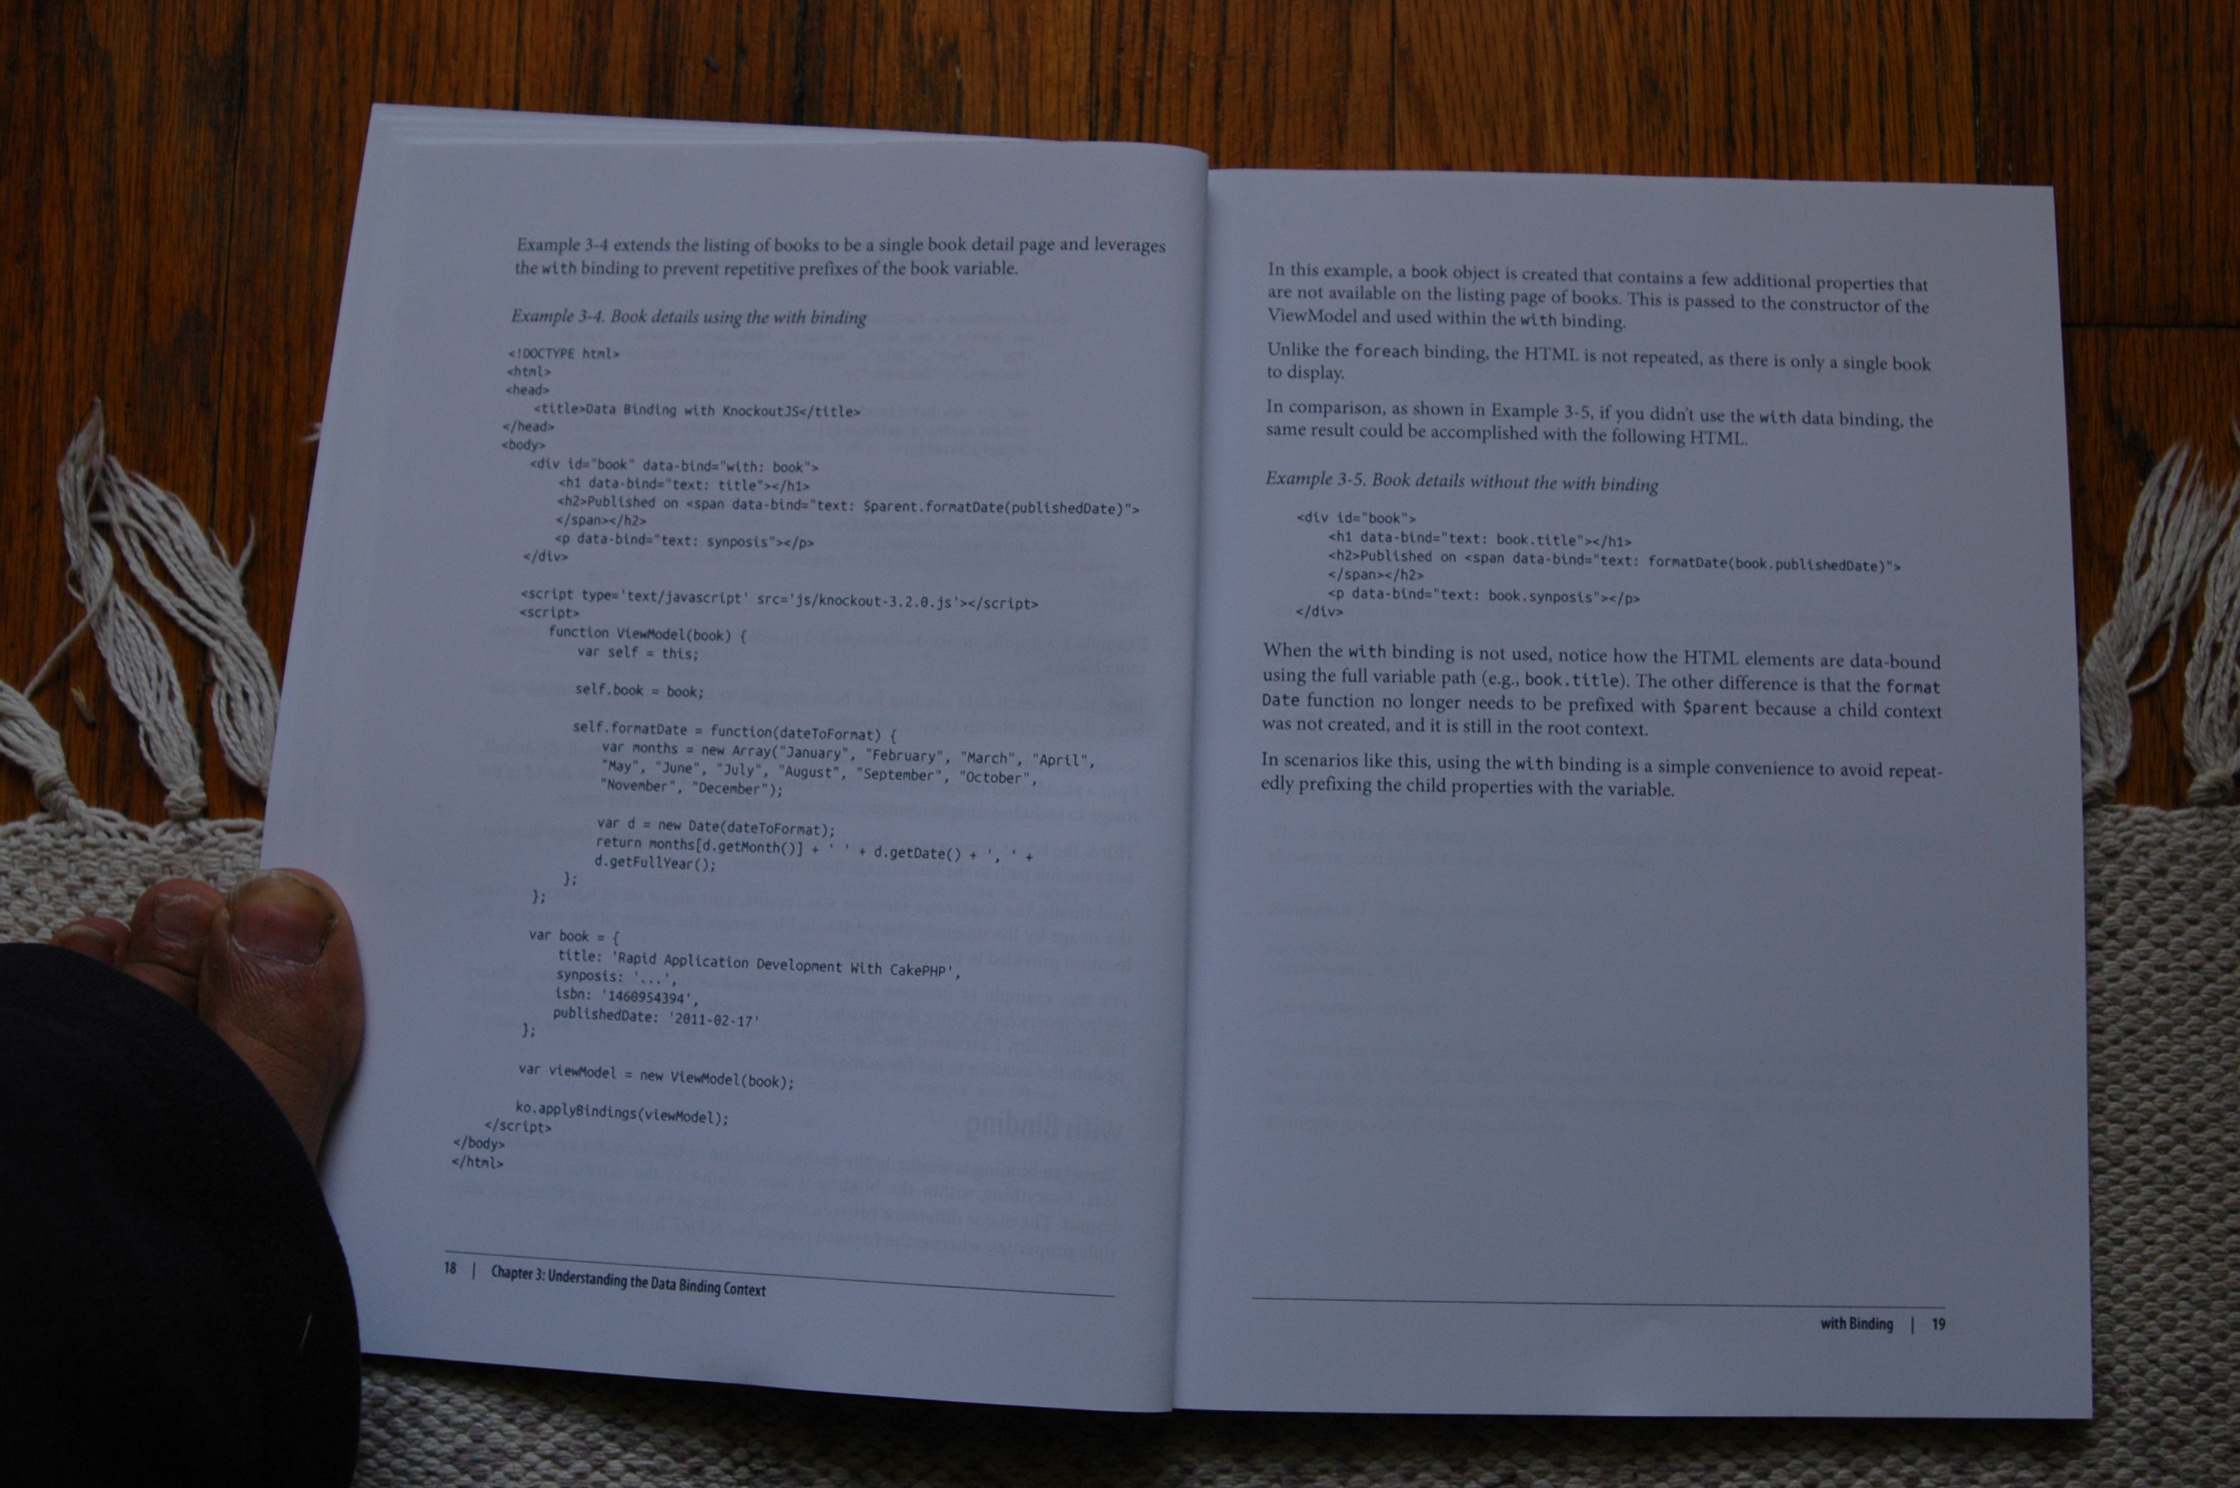 Example 3-4 extends the listing of books to be a single book detail page and leverages
the with binding to prevent repetitive prefixes of the book variable.
Example 3-4. Book details using the with binding
<!DOCTYPE html>
<html>
<head>
<title>Data Binding with KnockoutJS</title>
</head>
<body>
<div id="book" data-bind="with: book">
<h1 data-bind="text: title"></h1>
<h2>Published on <span data-bind="text: $parent.formatDate(publishedDate)">
</span></h2>
<p data-bind="text: synposis"></p>
</div>
<script type='text/javascript' src='js/knockout-3.2.0.js'></script>
<script>
function ViewModel(book) {
var self = this;
self.book = book;
self.formatDate = function(dateToFormat) {
var months = new Array("January", "February", "March", "April",
"May", "June", "July", "August", "September", "October",
"November", "December");
var d = new Date(dateToFormat);
return months[d.getMonth()] + ' ' + d.getDate() + ', ' +
d.getFullYear();
};
};
var book = {
title: 'Rapid Application Development With CakePHP',
synposis: '...',
isbn: '1460954394',
publishedDate: '2011-02-17'
};
var viewModel = new ViewModel(book);
ko.applyBindings(viewModel);
</script>
</body>
</html>
18 | Chapter 3: Understanding the Data Binding Context
In this example, a book object is created that contains a few additional properties that
are not available on the listing page of books. This is passed to the constructor of the
ViewModel and used within the with binding.
Unlike the foreach binding, the HTML is not repeated, as there is only a single book
to display.
In comparison, as shown in Example 3-5, if you didn't use the with data binding, the
same result could be accomplished with the following HTML.
Example 3-5. Book details without the with binding
<div id="book">
<h1 data-bind="text: book.title"></h1>
<h2>Published on <span data-bind="text: formatDate(book.publishedDate)">
</span></h2>
<p data-bind="text: book.synposis"></p>
</div>
When the with binding is not used, notice how the HTML elements are data-bound
using the full variable path (e.g., book.title). The other difference is that the format
Date function no longer needs to be prefixed with $parent because a child context
was not created, and it is still in the root context.
In scenarios like this, using the with binding is a simple convenience to avoid repeat-
edly prefixing the child properties with the variable.
with Binding | 19